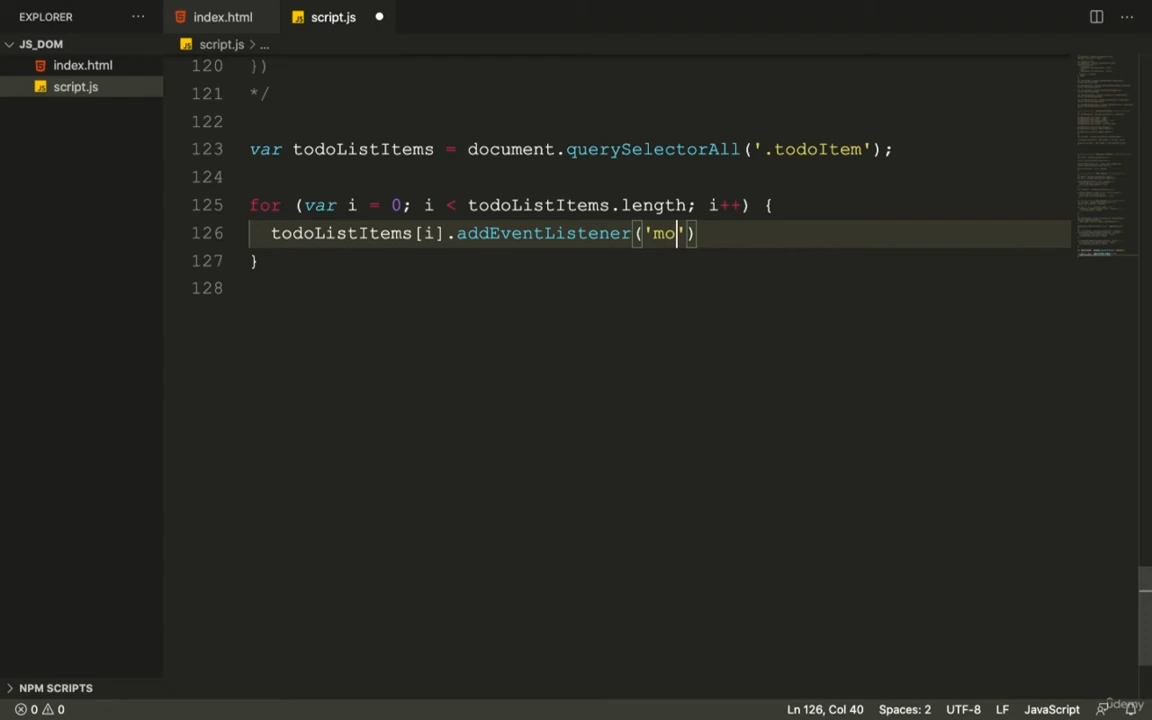 EXPLORER ... index.html script.js ...
JS_DOM script.js > ...
index.html
script.js
120 })
121 */
122
123 var todoListItems = document.querySelectorAll('.todoItem');
124
125 for (var i = 0; i < todoListItems.length; i++) {
126 todoListItems[i].addEventListener('mo')
127 }
128
NPM SCRIPTS
0 0 Ln 126, Col 40 Spaces: 2 UTF-8 LF JavaScript
udemy